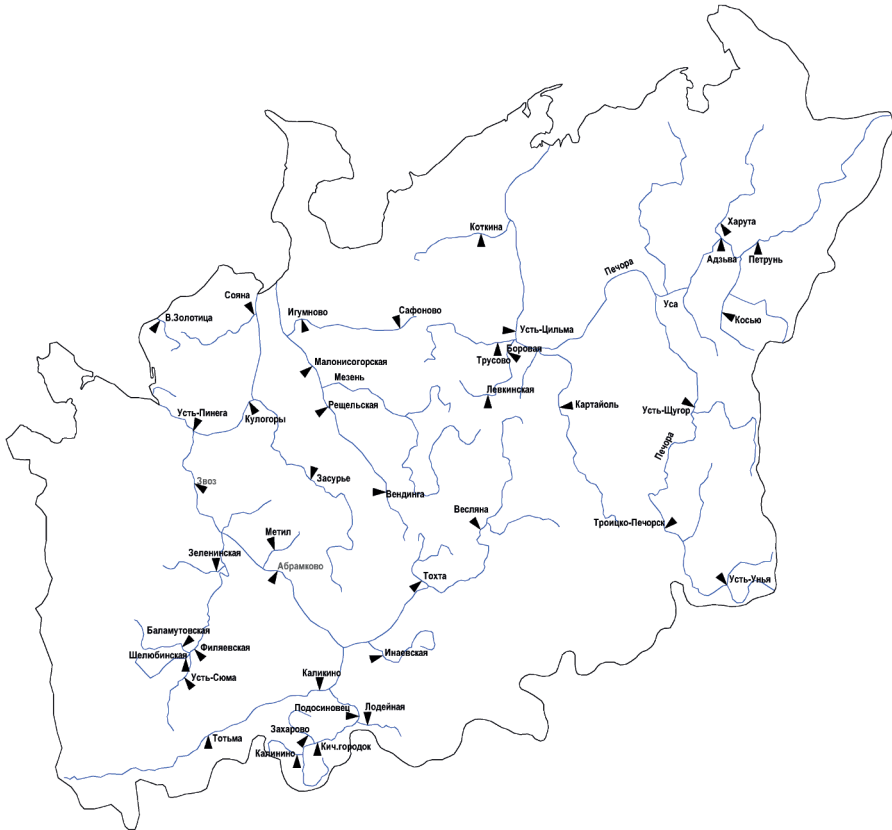 Харута
Коткина
Адзьва
Петрунь
Печора
Сояна
Уса
В.Золотица
Игумново
Сафоново
Косью
Усть-Цильма
Боровая
Трусово
Малонисогорская
Мезень
Левкинская
Усть-Пинега
Кулогоры
Рещельская
Картайоль
Усть-Щугор
Печора
Звоз
Засурье
Вендинга
Весляна
Троицко-Печорск
Метил
Зеленинская
Абрамково
Тохта
Усть-Унья
Баламутовская
Филяевская
Шелюбинская
Инаевская
Усть-Сюма
Каликино
Подосиновец
Лодейная
Захарово
Тотьма
Кич.городок
Калинино